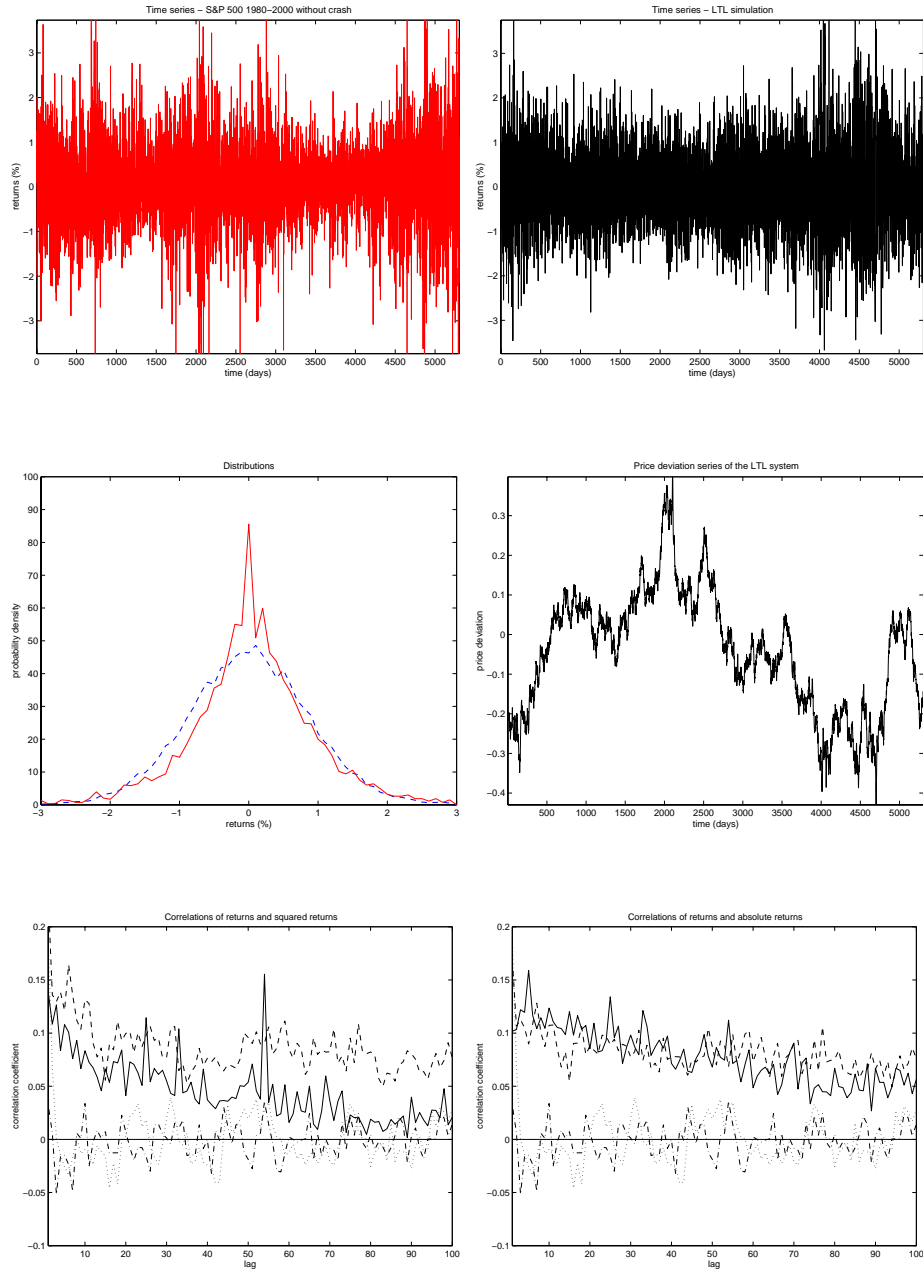 Time series – S&P 500 1980–2000 without crash
3
2
1
0
−1
−2
−3
returns (%)
0 500 1000 1500 2000 2500 3000 3500 4000 4500 5000
time (days)
Time series – LTL simulation
3
2
1
0
−1
−2
−3
returns (%)
0 500 1000 1500 2000 2500 3000 3500 4000 4500 5000
time (days)
Distributions
100
90
80
70
60
50
40
30
20
10
0
probability density
−3 −2 −1 0 1 2 3
returns (%)
Price deviation series of the LTL system
0.3
0.2
0.1
0
−0.1
−0.2
−0.3
−0.4
price deviation
500 1000 1500 2000 2500 3000 3500 4000 4500 5000
time (days)
Correlations of returns and squared returns
0.2
0.15
0.1
0.05
0
−0.05
−0.1
correlation coefficient
10 20 30 40 50 60 70 80 90 100
lag
Correlations of returns and absolute returns
0.2
0.15
0.1
0.05
0
−0.05
−0.1
correlation coefficient
10 20 30 40 50 60 70 80 90 100
lag